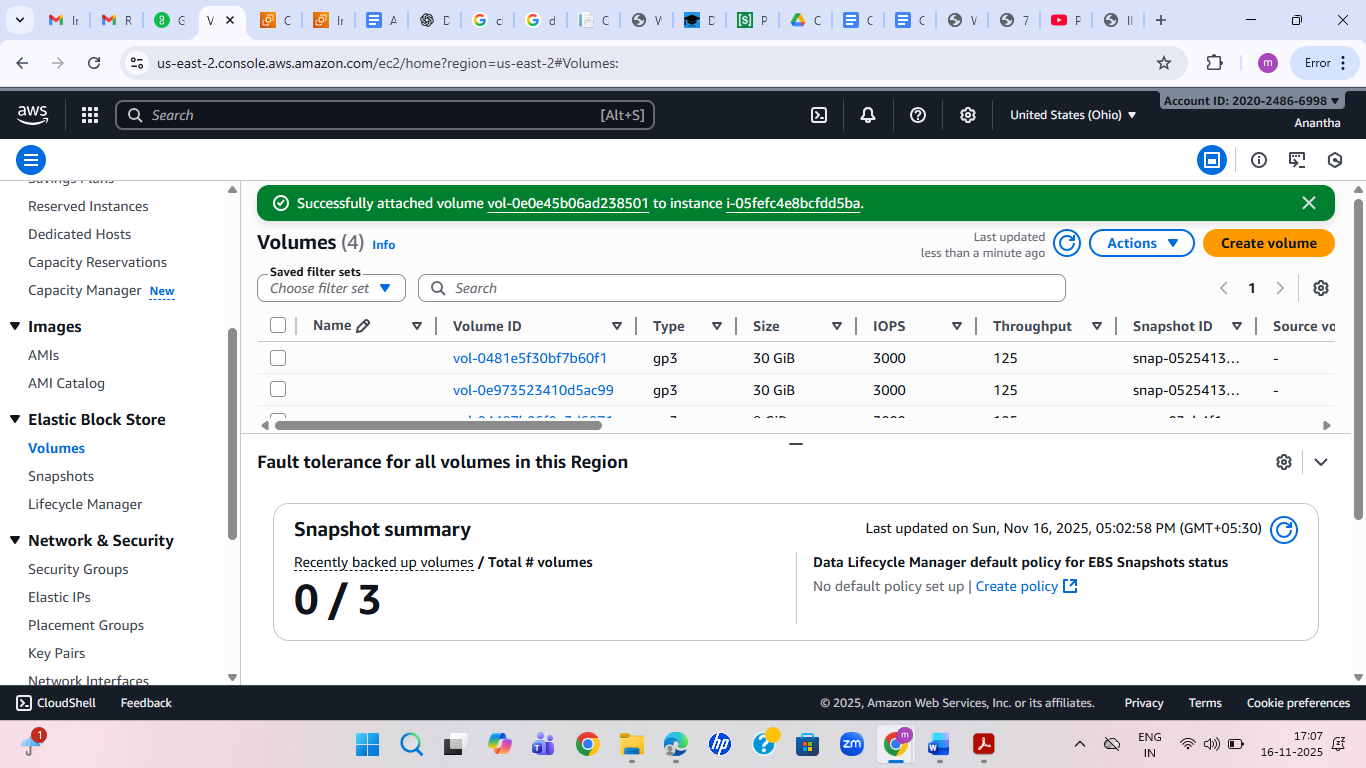 us-east-2.console.aws.amazon.com/ec2/home?region=us-east-2#Volumes:
Error
aws
Search [Alt+S]
United States (Ohio)
Account ID: 2020-2486-6998
Anantha
Savings Plans
Reserved Instances
Dedicated Hosts
Capacity Reservations
Capacity Manager New
Images
AMIs
AMI Catalog
Elastic Block Store
Volumes
Snapshots
Lifecycle Manager
Network & Security
Security Groups
Elastic IPs
Placement Groups
Key Pairs
Network Interfaces
Successfully attached volume vol-0e0e45b06ad238501 to instance i-05fefc4e8bcfdd5ba.
Volumes (4) Info
Last updated
less than a minute ago
Actions
Create volume
Saved filter sets
Choose filter set
Search
1
Name Volume ID Type Size IOPS Throughput Snapshot ID Source vo
vol-0481e5f30bf7b60f1 gp3 30 GiB 3000 125 snap-0525413... -
vol-0e973523410d5ac99 gp3 30 GiB 3000 125 snap-0525413... -
Fault tolerance for all volumes in this Region
Snapshot summary
Last updated on Sun, Nov 16, 2025, 05:02:58 PM (GMT+05:30)
Recently backed up volumes / Total # volumes
0 / 3
Data Lifecycle Manager default policy for EBS Snapshots status
No default policy set up | Create policy
CloudShell Feedback © 2025, Amazon Web Services, Inc. or its affiliates. Privacy Terms Cookie preferences
1
hp
zm
m
ENG
IN
17:07
16-11-2025